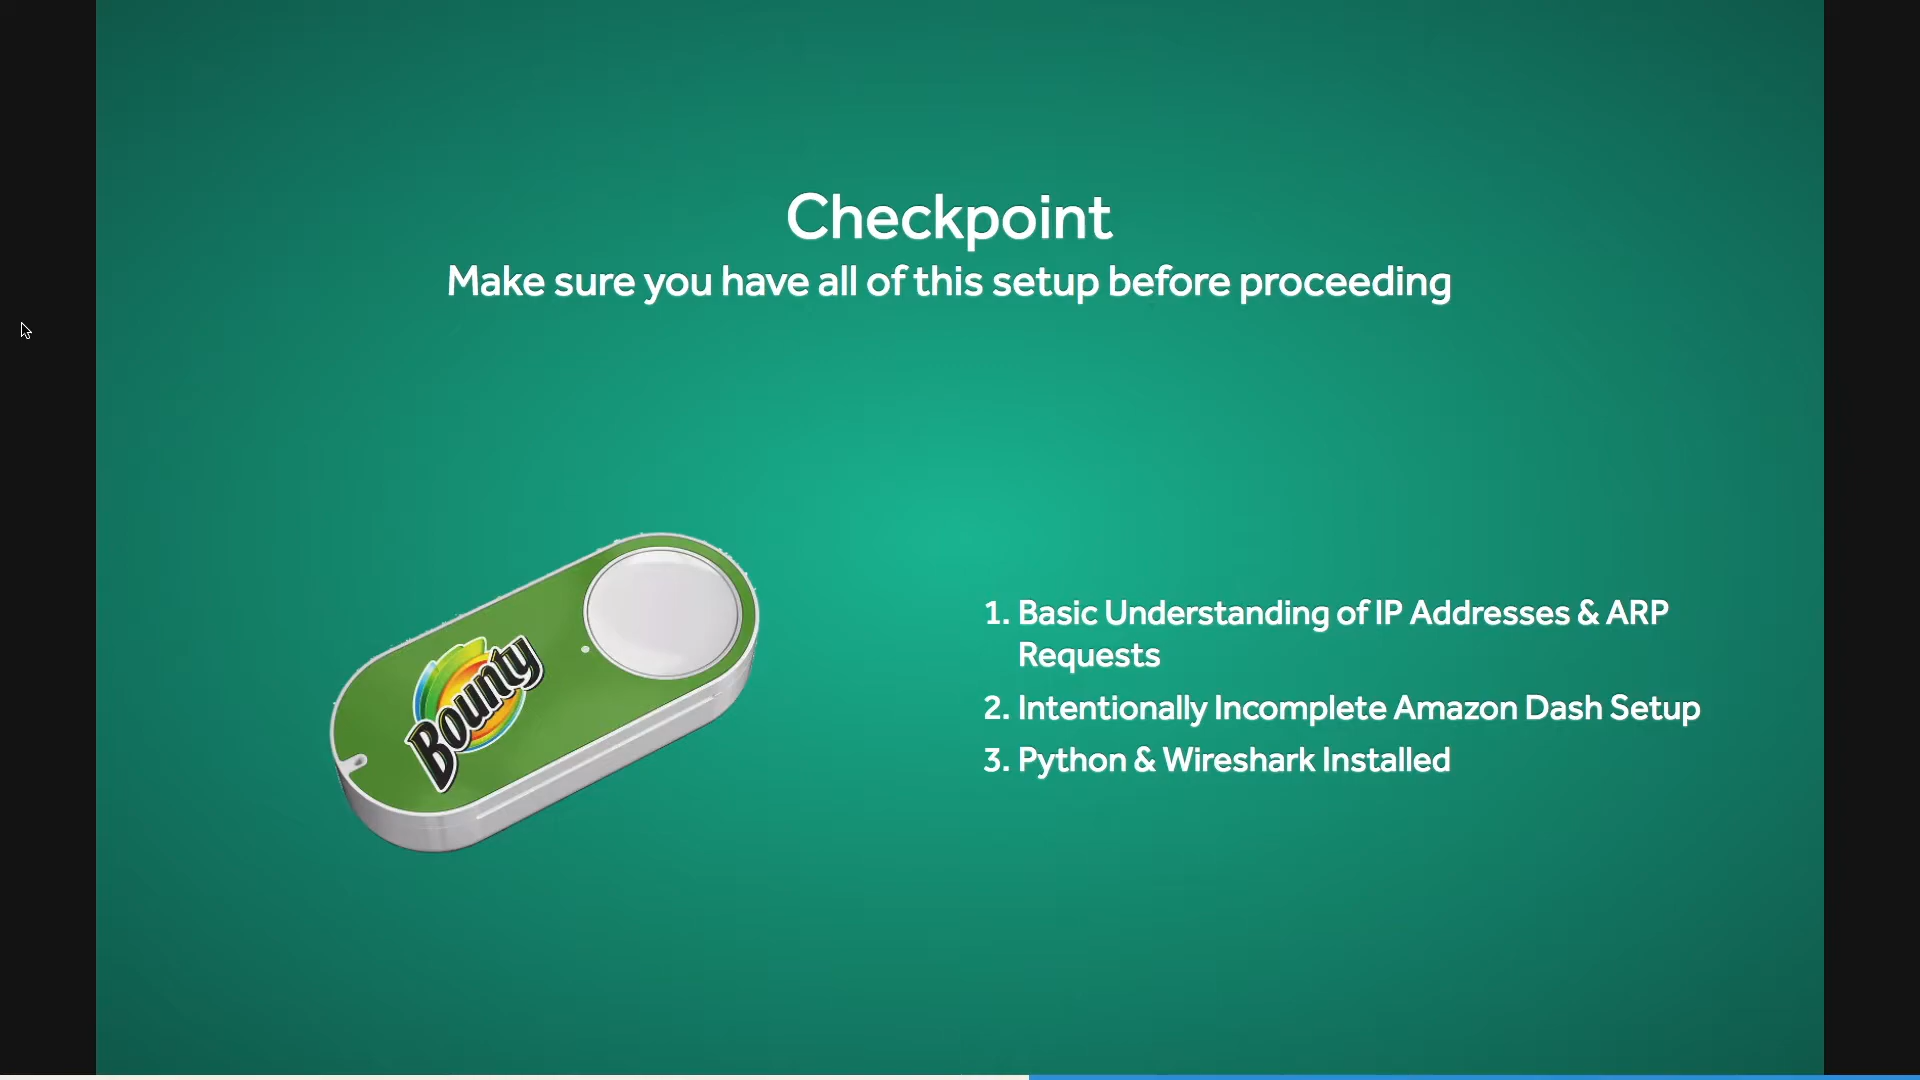 Checkpoint
Make sure you have all of this setup before proceeding
Bounty
1. Basic Understanding of IP Addresses & ARP
Requests
2. Intentionally Incomplete Amazon Dash Setup
3. Python & Wireshark Installed